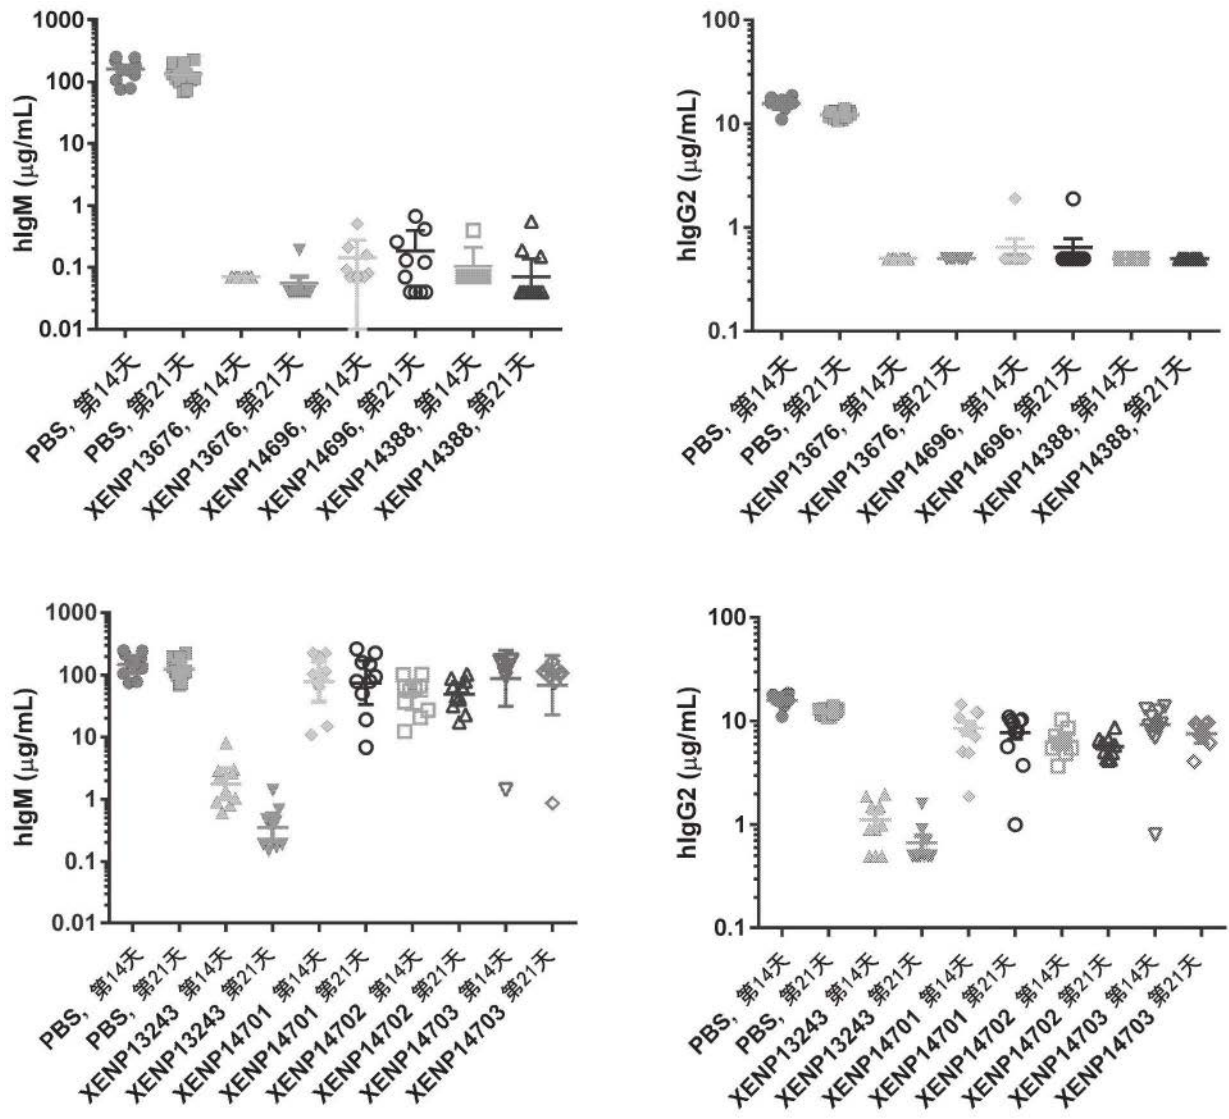 hIgM (μg/mL)
1000
100
10
1
0.1
0.01
PBS, 第14天
PBS, 第21天
XENP13676, 第14天
XENP13676, 第21天
XENP14696, 第14天
XENP14696, 第21天
XENP14388, 第14天
XENP14388, 第21天
hIgG2 (μg/mL)
100
10
1
0.1
PBS, 第14天
PBS, 第21天
XENP13676, 第14天
XENP13676, 第21天
XENP14696, 第14天
XENP14696, 第21天
XENP14388, 第14天
XENP14388, 第21天
hIgM (μg/mL)
1000
100
10
1
0.1
0.01
PBS, 第14天
PBS, 第21天
XENP13243 第14天
XENP13243 第21天
XENP14701 第14天
XENP14701 第21天
XENP14702 第14天
XENP14702 第21天
XENP14703 第14天
XENP14703 第21天
hIgG2 (μg/mL)
100
10
1
0.1
PBS, 第14天
PBS, 第21天
XENP13243 第14天
XENP13243 第21天
XENP14701 第14天
XENP14701 第21天
XENP14702 第14天
XENP14702 第21天
XENP14703 第14天
XENP14703 第21天